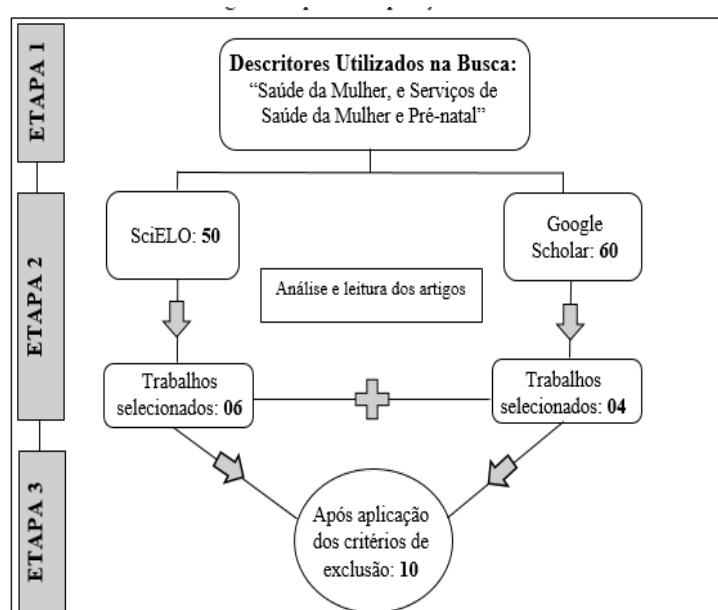 ETAPA 1
Descritores Utilizados na Busca:
“Saúde da Mulher, e Serviços de
Saúde da Mulher e Pré-natal”
ETAPA 2
SciELO: 50
Google
Scholar: 60
Análise e leitura dos artigos
Trabalhos
selecionados: 06
Trabalhos
selecionados: 04
ETAPA 3
Após aplicação
dos critérios de
exclusão: 10